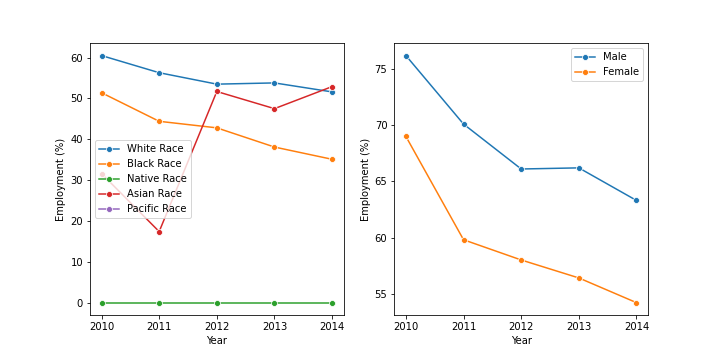 60
50
40
30
20
10
0
Employment (%)
White Race
Black Race
Native Race
Asian Race
Pacific Race
2010 2011 2012 2013 2014
Year
75
70
65
60
55
Employment (%)
Male
Female
2010 2011 2012 2013 2014
Year